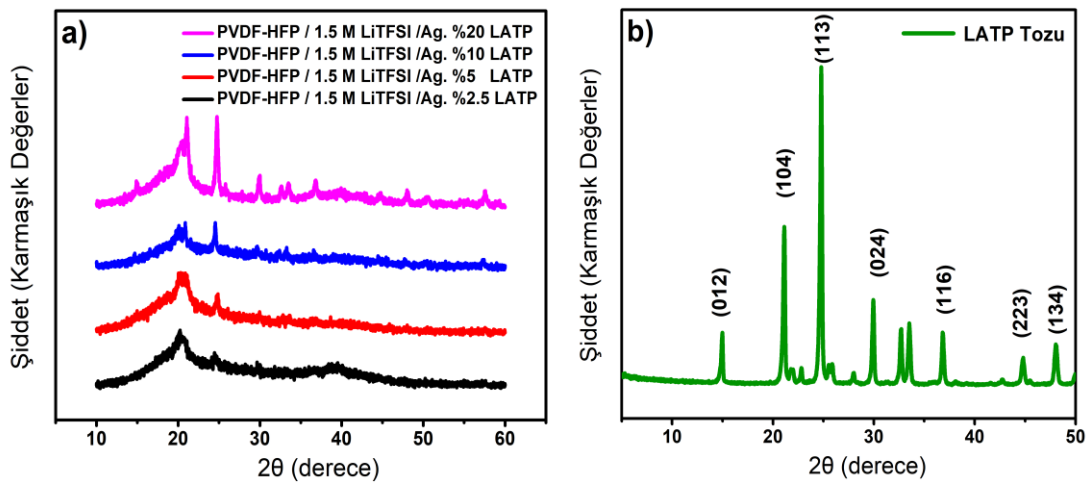 a)
PVDF-HFP / 1.5 M LiTFSI /Ag. %20 LATP
PVDF-HFP / 1.5 M LiTFSI /Ag. %10 LATP
PVDF-HFP / 1.5 M LiTFSI /Ag. %5 LATP
PVDF-HFP / 1.5 M LiTFSI /Ag. %2.5 LATP
Şiddet (Karmaşık Değerler)
10 20 30 40 50 60
2θ (derece)
b)
LATP Tozu
Şiddet (Karmaşık Değerler)
(012)
(104)
(113)
(024)
(116)
(223)
(134)
10 20 30 40 50
2θ (derece)